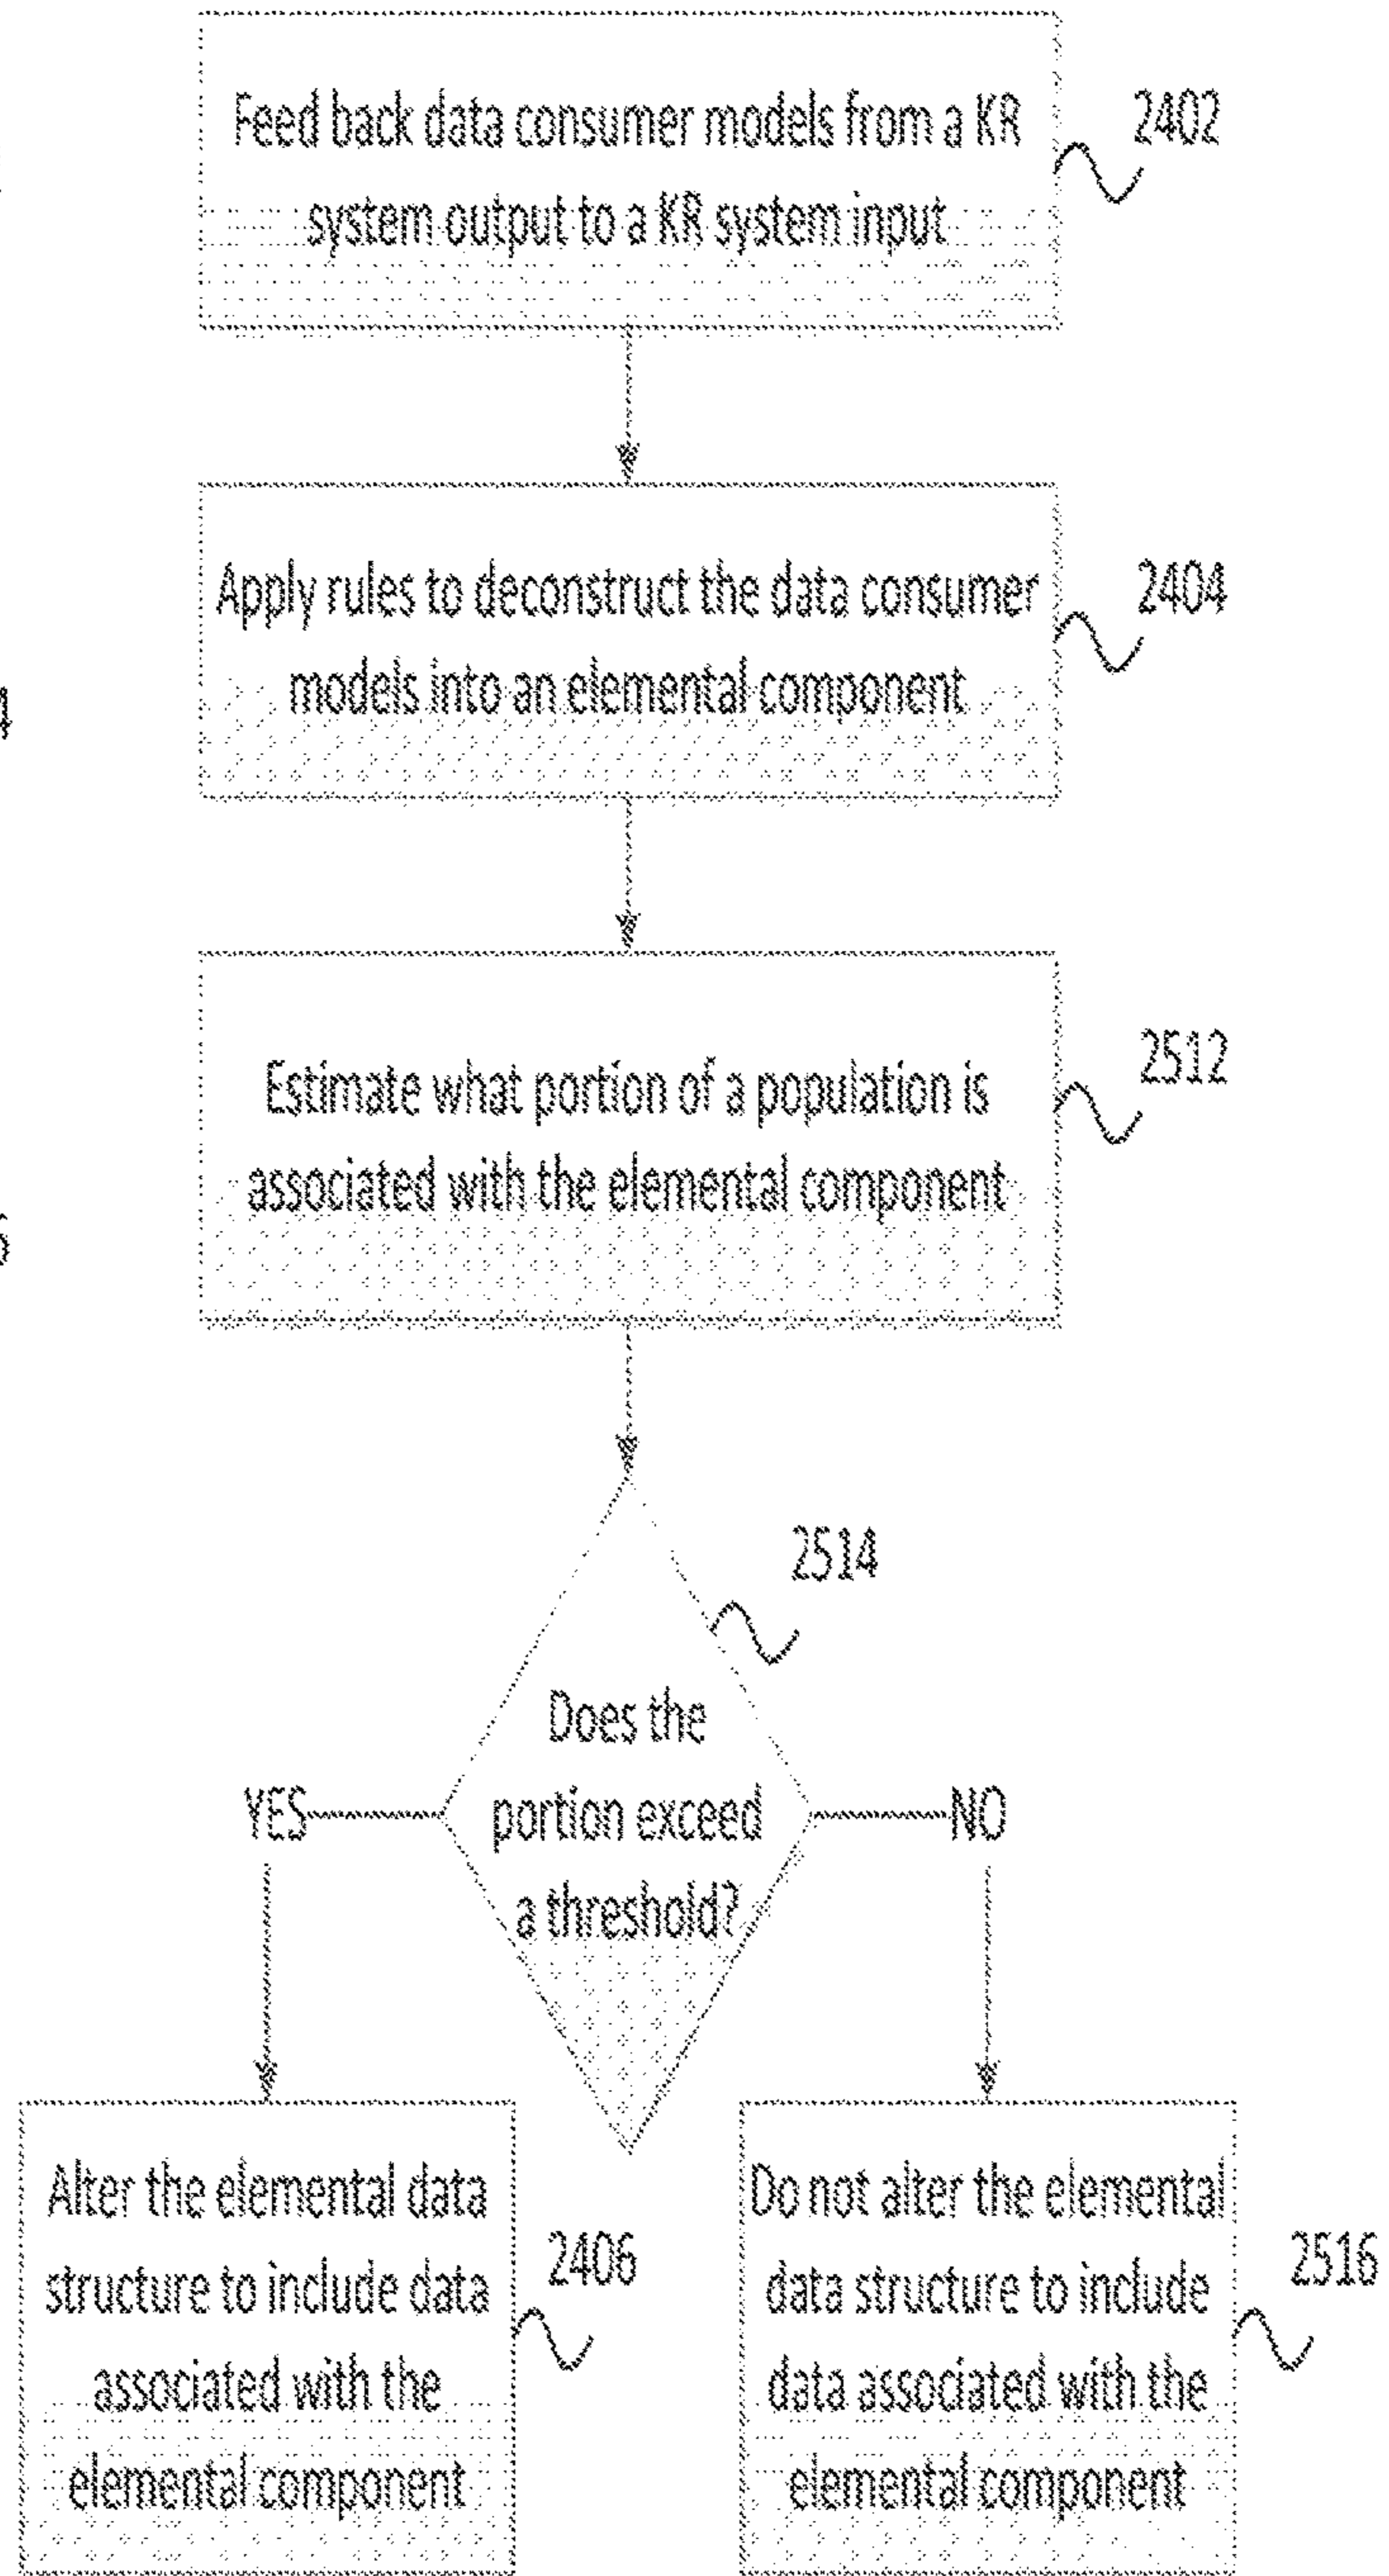 Feed back data consumer models from a KR
system output to a KR system input
2402
Apply rules to deconstruct the data consumer
models into an elemental component
2404
4
Estimate what portion of a population is
associated with the elemental component
2512
2514
Does the
portion exceed
a threshold?
YES
NO
Alter the elemental data
structure to include data
associated with the
elemental component
2406
Do not alter the elemental
data structure to include
data associated with the
elemental component
2516